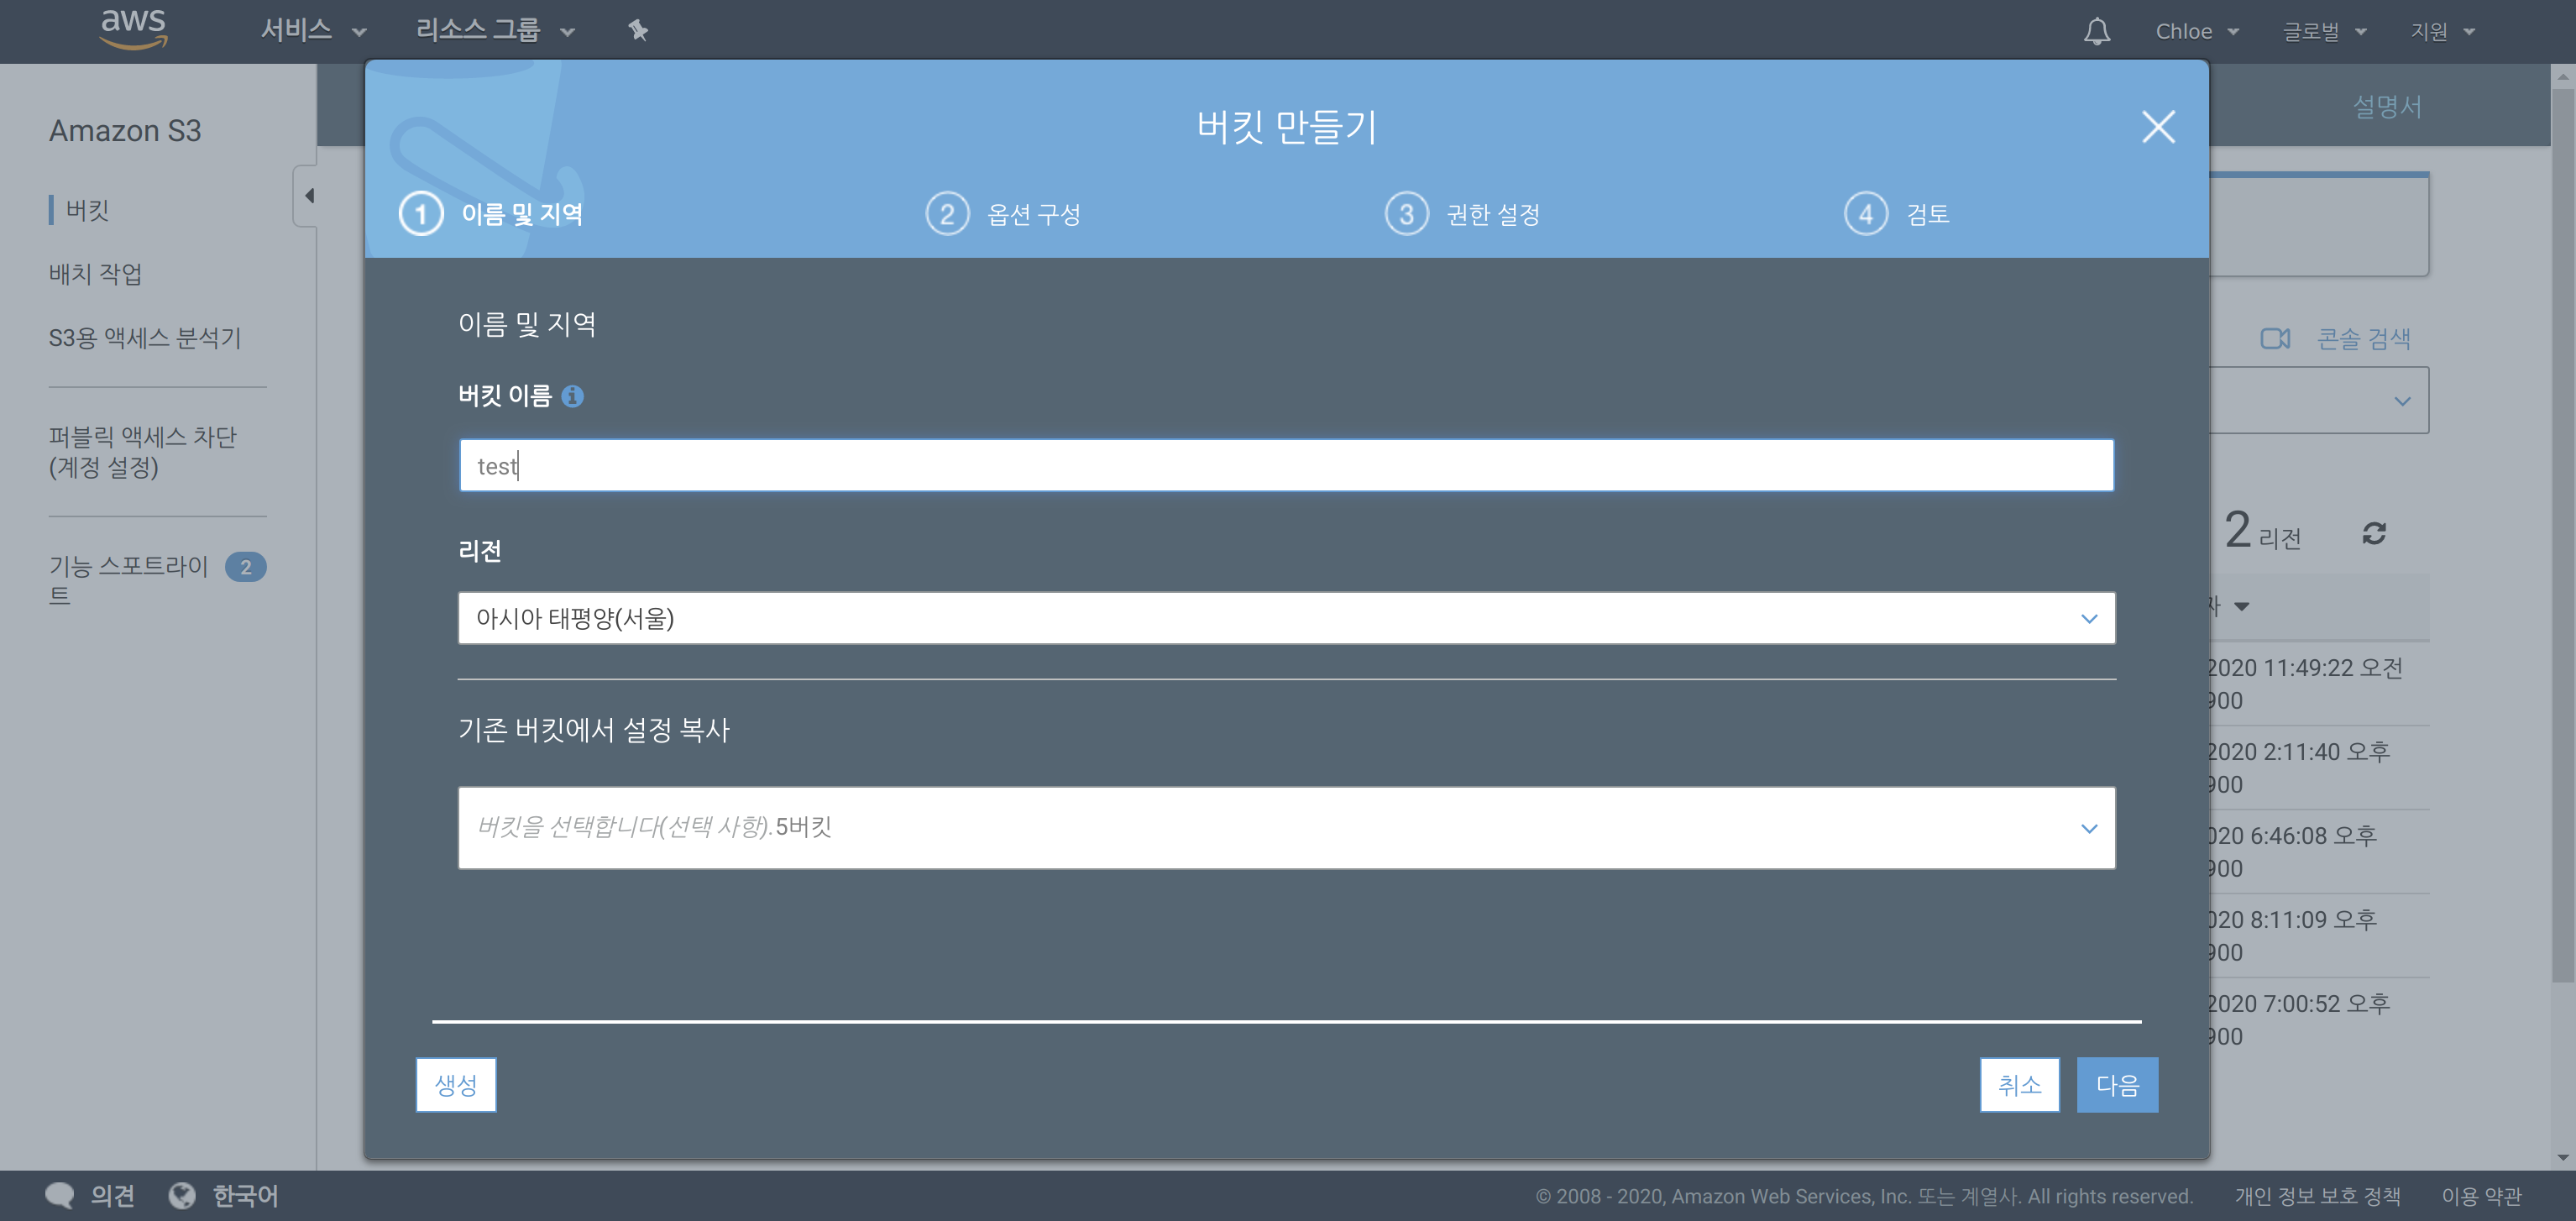 aws 서비스 리소스 그룹 Chloe 글로벌 지원
Amazon S3
버킷
배치 작업
S3용 액세스 분석기
퍼블릭 액세스 차단
(계정 설정)
기능 스포트라이
트
2
설명서
버킷 만들기
1 이름 및 지역 2 옵션 구성 3 권한 설정 4 검토
이름 및 지역
버킷 이름
test
리전
아시아 태평양(서울)
기존 버킷에서 설정 복사
버킷을 선택합니다(선택 사항).5버킷
생성 취소 다음
콘솔 검색
2 리전
2020 11:49:22 오전
900
2020 2:11:40 오후
900
020 6:46:08 오후
900
020 8:11:09 오후
900
2020 7:00:52 오후
900
의견 한국어 © 2008 - 2020, Amazon Web Services, Inc. 또는 계열사. All rights reserved. 개인 정보 보호 정책 이용 약관